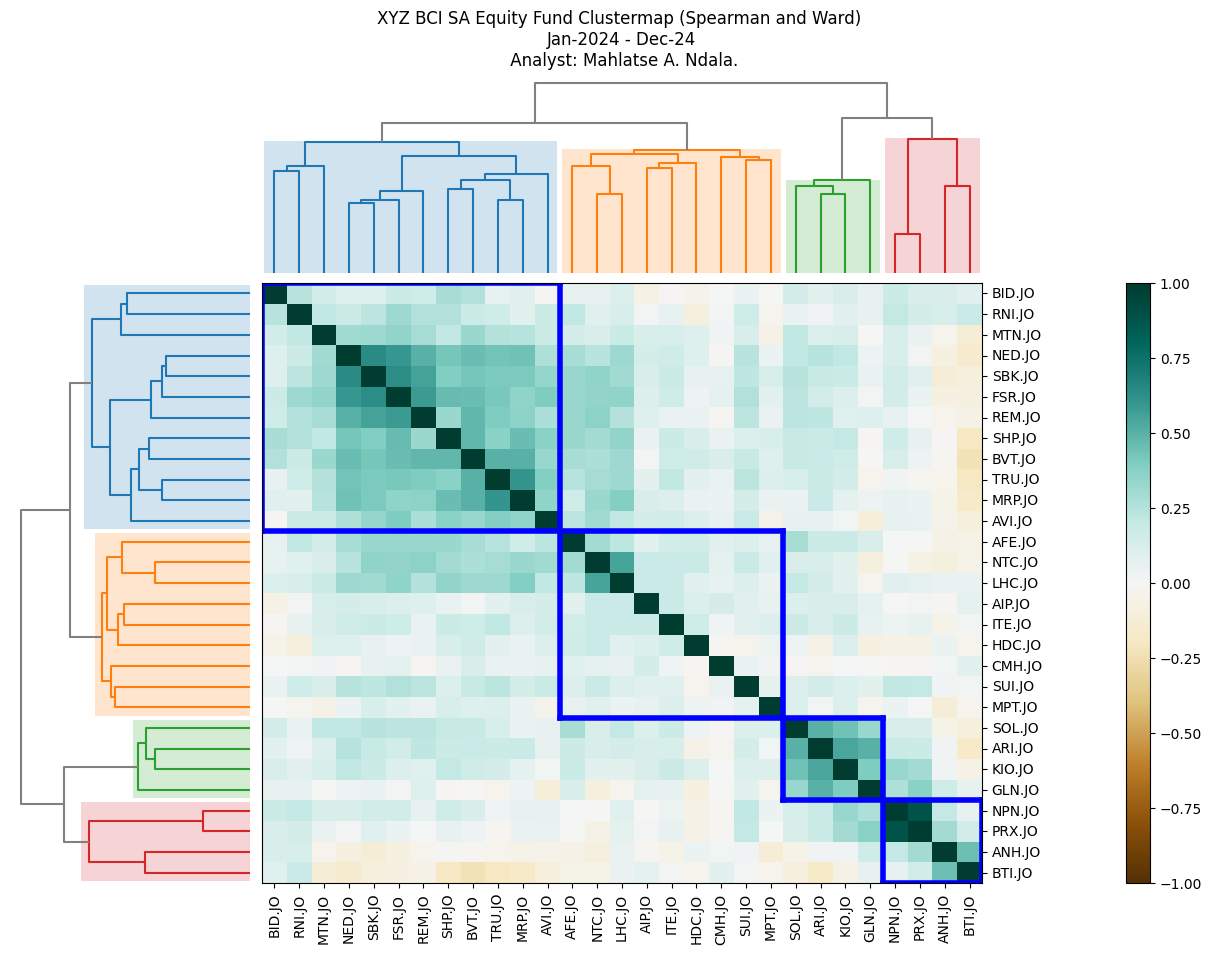 XYZ BCI SA Equity Fund Clustermap (Spearman and Ward)
Jan-2024 - Dec-24
Analyst: Mahlatse A. Ndala.
BID.JO
RNI.JO
MTN.JO
NED.JO
SBK.JO
FSR.JO
REM.JO
SHP.JO
BVT.JO
TRU.JO
MRP.JO
AVI.JO
AFE.JO
NTC.JO
LHC.JO
AIP.JO
ITE.JO
HDC.JO
CMH.JO
SUI.JO
MPT.JO
SOL.JO
ARI.JO
KIO.JO
GLN.JO
NPN.JO
PRX.JO
ANH.JO
BTI.JO
1.00
0.75
0.50
0.25
0.00
−0.25
−0.50
−0.75
−1.00
BID.JO
RNI.JO
MTN.JO
NED.JO
SBK.JO
FSR.JO
REM.JO
SHP.JO
BVT.JO
TRU.JO
MRP.JO
AVI.JO
AFE.JO
NTC.JO
LHC.JO
AIP.JO
ITE.JO
HDC.JO
CMH.JO
SUI.JO
MPT.JO
SOL.JO
ARI.JO
KIO.JO
GLN.JO
NPN.JO
PRX.JO
ANH.JO
BTI.JO